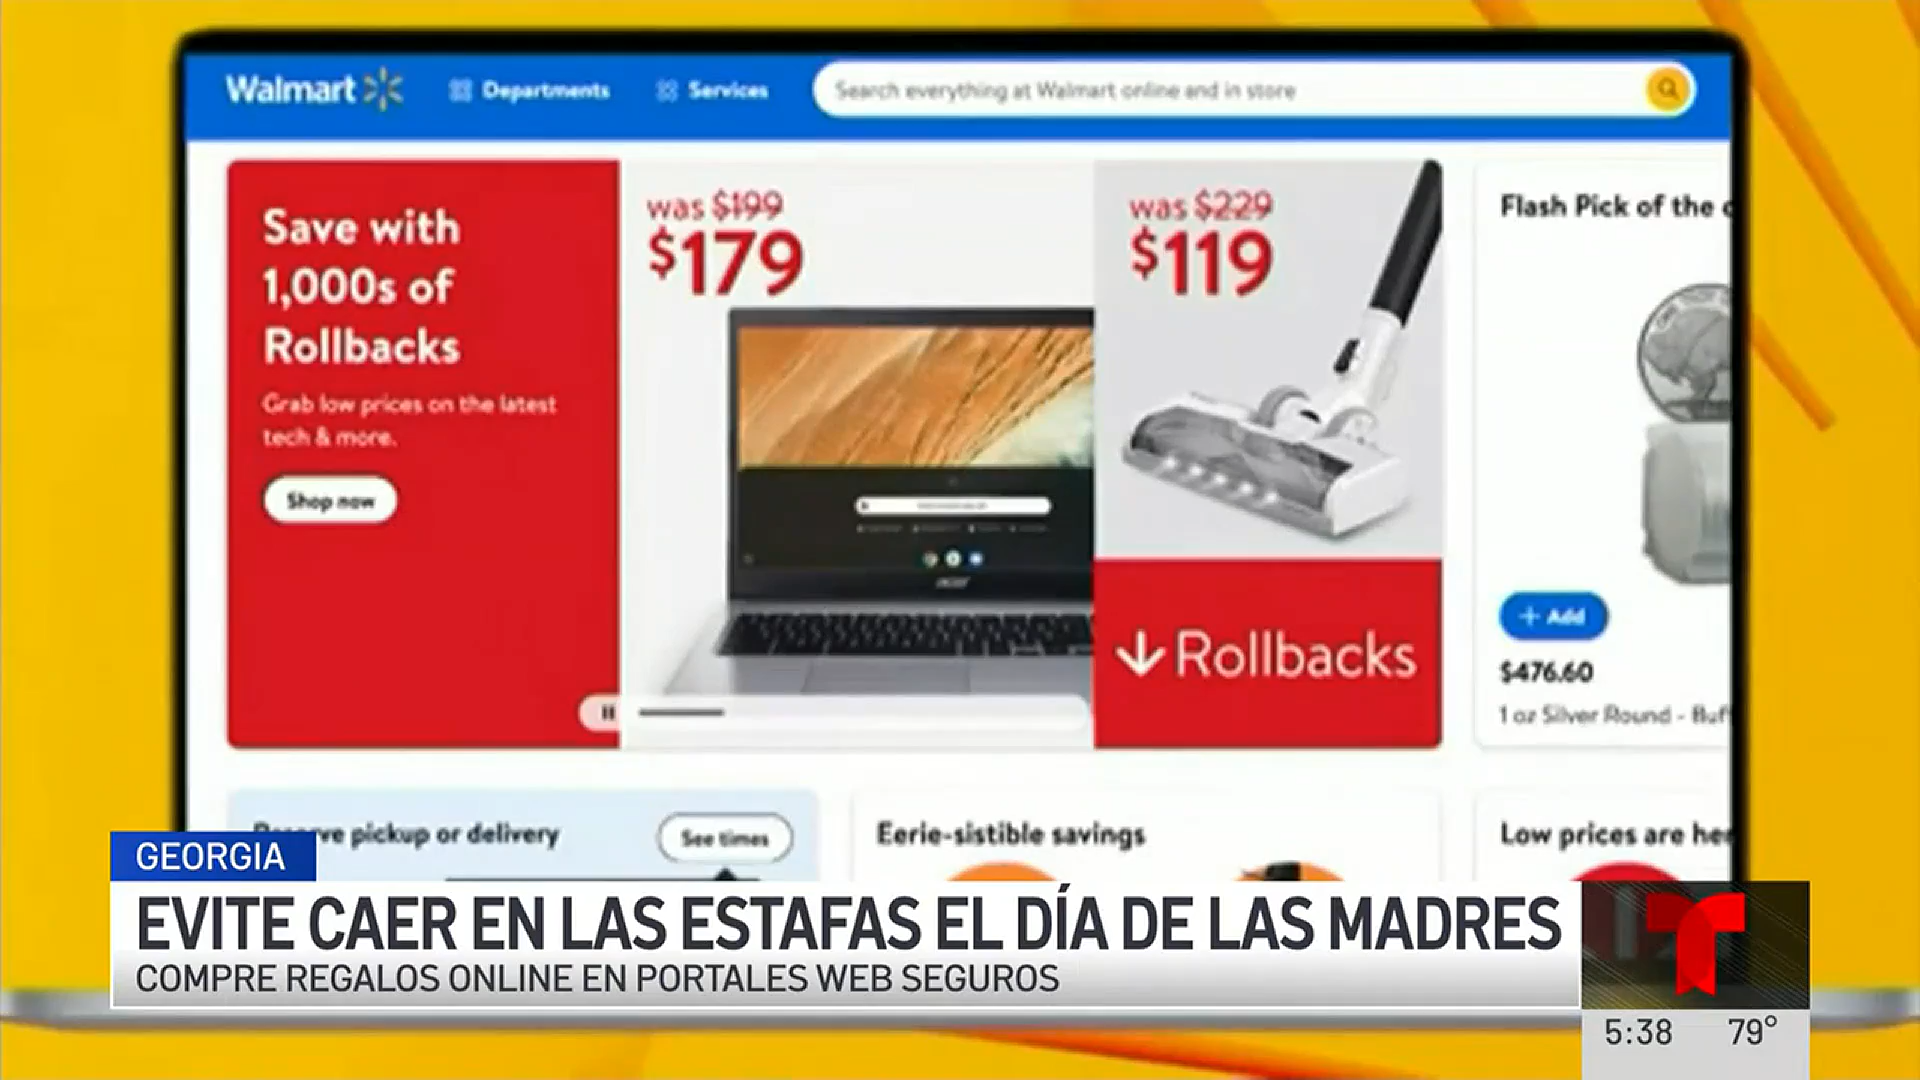 Walmart
Departments
Services
Search everything at Walmart online and in store
Save with
1,000s of
Rollbacks
Grab low prices on the latest
tech & more.
Shop now
was $199
$179
acer
was $229
$119
Rollbacks
Flash Pick of the
+ Add
$476.60
1 oz Silver Round -
pickup or delivery
See times
Eerie-sistible savings
Low prices are
GEORGIA
EVITE CAER EN LAS ESTAFAS EL DÍA DE LAS MADRES
COMPRE REGALOS ONLINE EN PORTALES WEB SEGUROS
5:38 79°